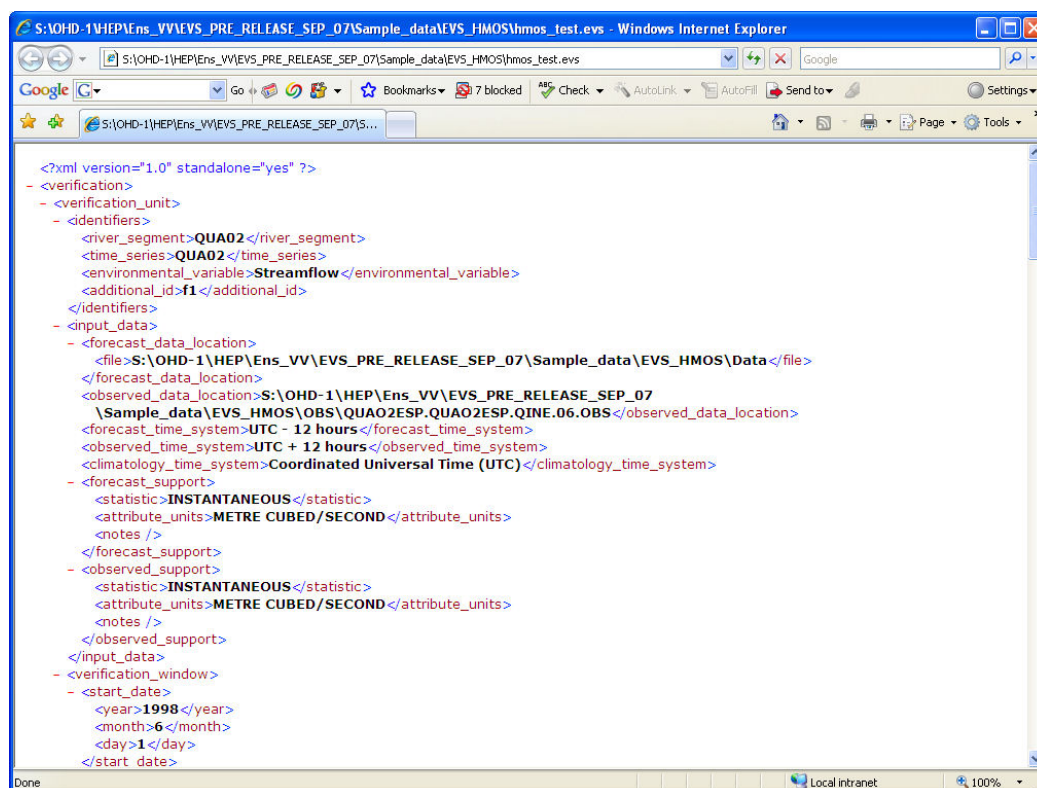 S:\OHD-1\HEP\Ens_VV\EVS_PRE_RELEASE_SEP_07\Sample_data\EVS_HMOS\hmos_test.evs - Windows Internet Explorer
S:\OHD-1\HEP\Ens_VV\EVS_PRE_RELEASE_SEP_07\Sample_data\EVS_HMOS\hmos_test.evs Google
Google G Go Bookmarks 7 blocked ABC Check AutoLink AutoFill Send to Settings
S:\OHD-1\HEP\Ens_VV\EVS_PRE_RELEASE_SEP_07\S... Page Tools
<?xml version="1.0" standalone="yes" ?>
- <verification>
- <verification_unit>
- <identifiers>
<river_segment>QUA02</river_segment>
<time_series>QUA02</time_series>
<environmental_variable>Streamflow</environmental_variable>
<additional_id>f1</additional_id>
</identifiers>
- <input_data>
- <forecast_data_location>
<file>S:\OHD-1\HEP\Ens_VV\EVS_PRE_RELEASE_SEP_07\Sample_data\EVS_HMOS\Data</file>
</forecast_data_location>
<observed_data_location>S:\OHD-1\HEP\Ens_VV\EVS_PRE_RELEASE_SEP_07
\Sample_data\EVS_HMOS\OBS\QUAO2ESP.QUAO2ESP.QINE.06.OBS</observed_data_location>
<forecast_time_system>UTC - 12 hours</forecast_time_system>
<observed_time_system>UTC + 12 hours</observed_time_system>
<climatology_time_system>Coordinated Universal Time (UTC)</climatology_time_system>
- <forecast_support>
<statistic>INSTANTANEOUS</statistic>
<attribute_units>METRE CUBED/SECOND</attribute_units>
<notes />
</forecast_support>
- <observed_support>
<statistic>INSTANTANEOUS</statistic>
<attribute_units>METRE CUBED/SECOND</attribute_units>
<notes />
</observed_support>
</input_data>
- <verification_window>
- <start_date>
<year>1998</year>
<month>6</month>
<day>1</day>
</start_date>
Done Local intranet 100%